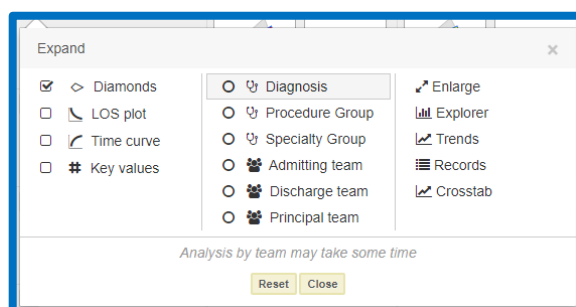 Expand
Diamonds
LOS plot
Time curve
Key values
Diagnosis
Procedure Group
Specialty Group
Admitting team
Discharge team
Principal team
Enlarge
Explorer
Trends
Records
Crosstab
Analysis by team may take some time
Reset Close